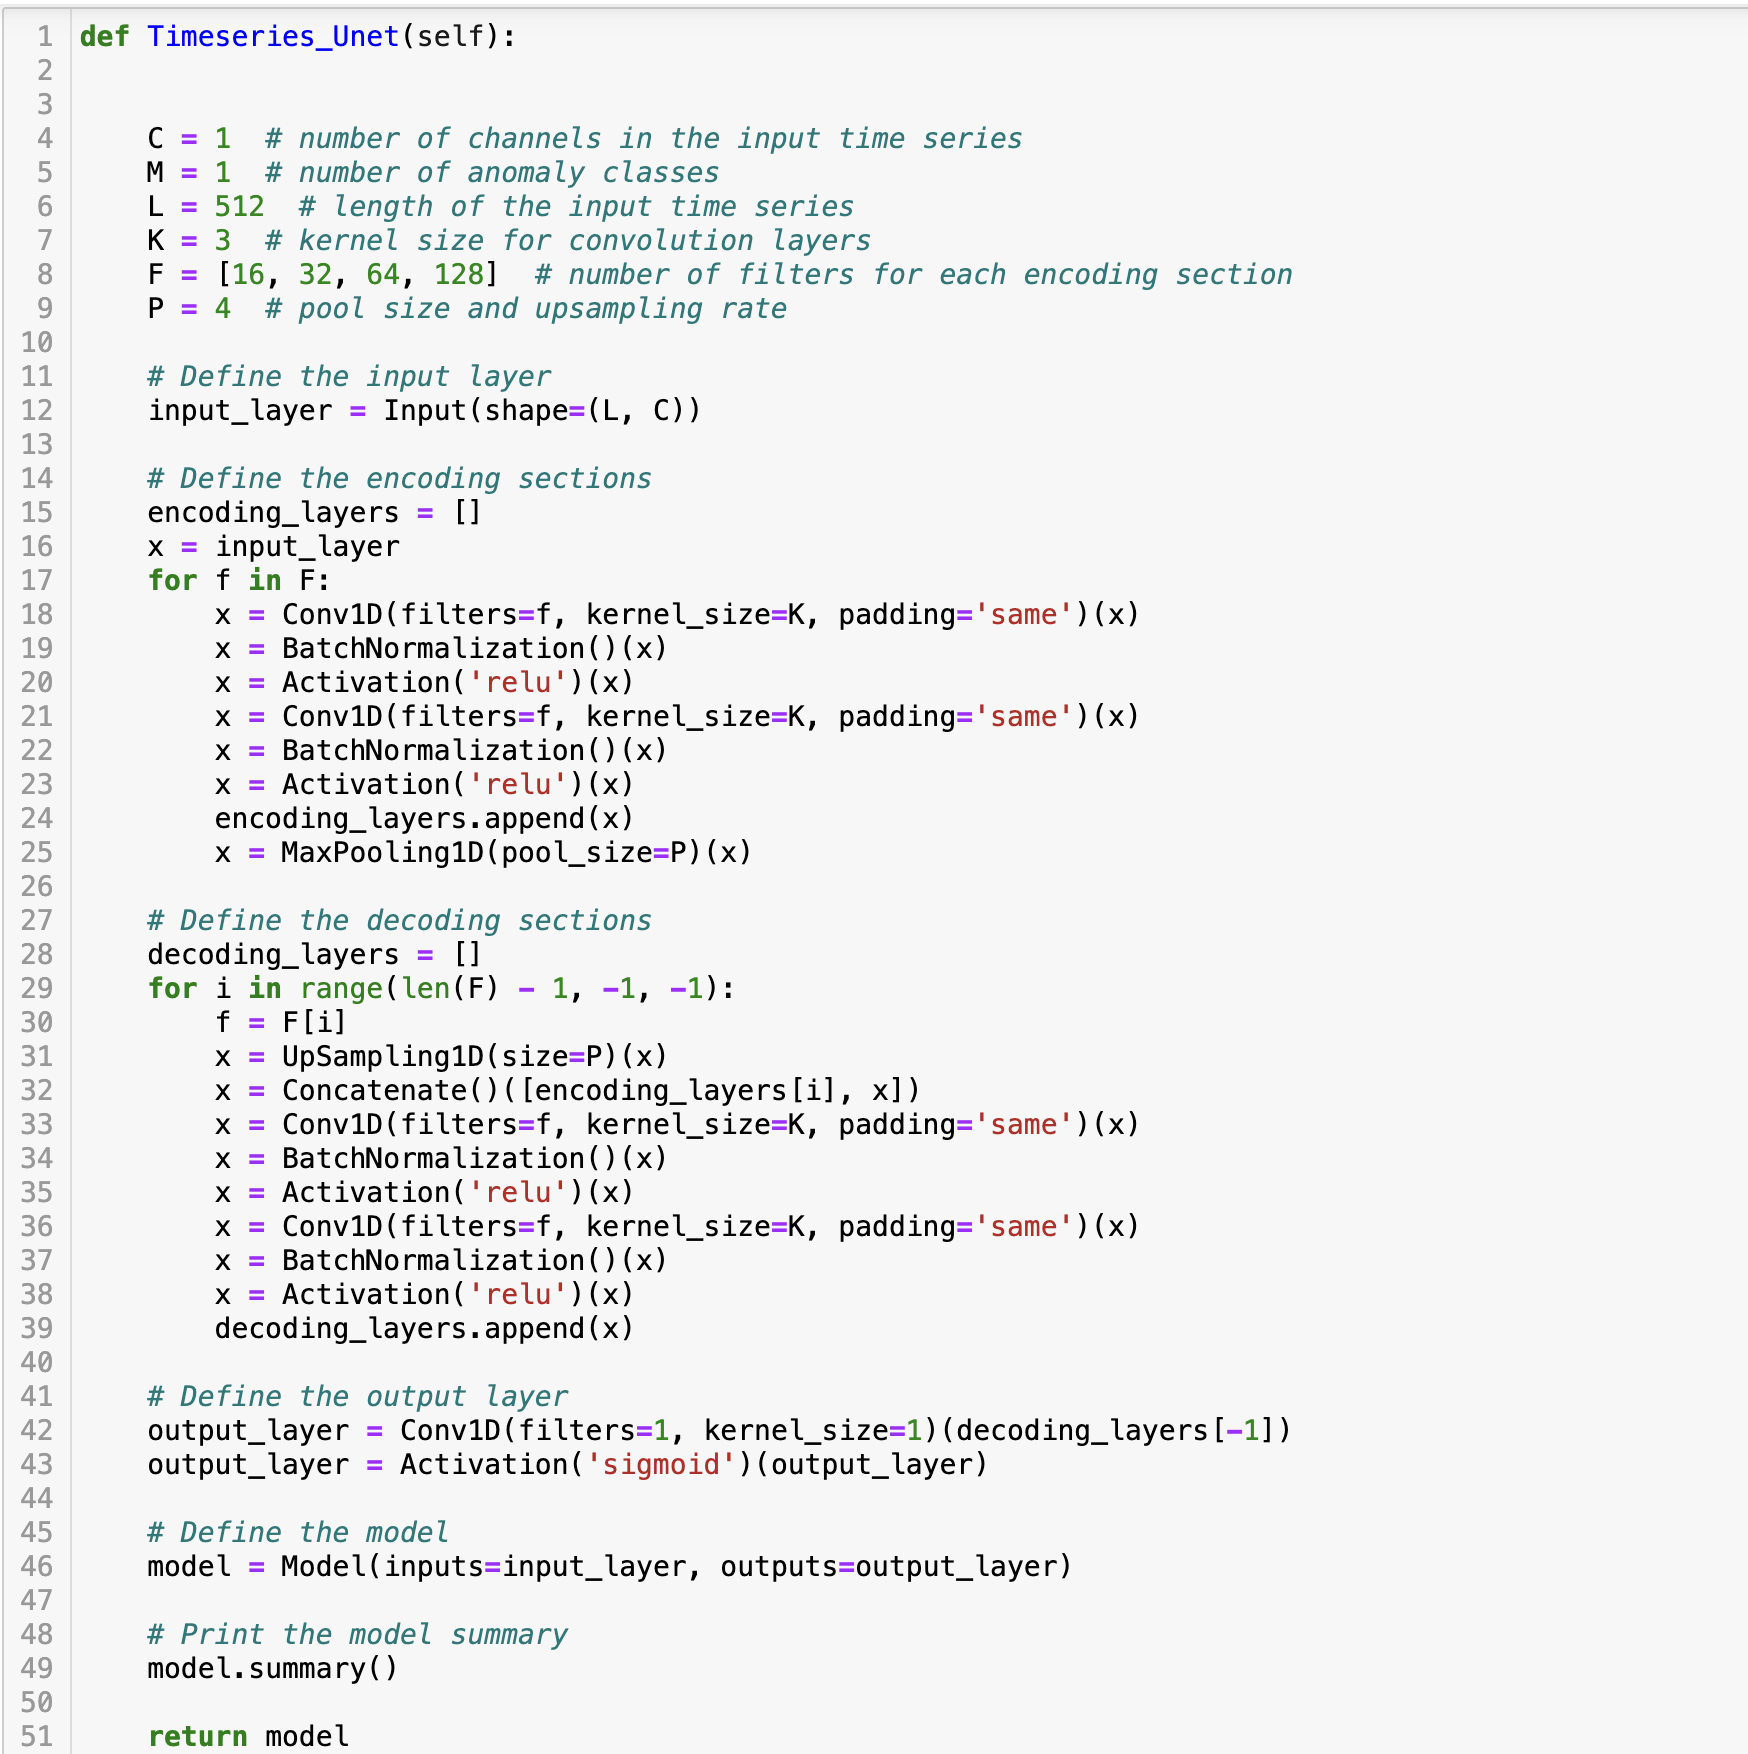 1 def Timeseries_Unet(self):
2
3
4     C = 1  # number of channels in the input time series
5     M = 1  # number of anomaly classes
6     L = 512  # length of the input time series
7     K = 3  # kernel size for convolution layers
8     F = [16, 32, 64, 128]  # number of filters for each encoding section
9     P = 4  # pool size and upsampling rate
10
11     # Define the input layer
12     input_layer = Input(shape=(L, C))
13
14     # Define the encoding sections
15     encoding_layers = []
16     x = input_layer
17     for f in F:
18         x = Conv1D(filters=f, kernel_size=K, padding='same')(x)
19         x = BatchNormalization()(x)
20         x = Activation('relu')(x)
21         x = Conv1D(filters=f, kernel_size=K, padding='same')(x)
22         x = BatchNormalization()(x)
23         x = Activation('relu')(x)
24         encoding_layers.append(x)
25         x = MaxPooling1D(pool_size=P)(x)
26
27     # Define the decoding sections
28     decoding_layers = []
29     for i in range(len(F) - 1, -1, -1):
30         f = F[i]
31         x = UpSampling1D(size=P)(x)
32         x = Concatenate()([encoding_layers[i], x])
33         x = Conv1D(filters=f, kernel_size=K, padding='same')(x)
34         x = BatchNormalization()(x)
35         x = Activation('relu')(x)
36         x = Conv1D(filters=f, kernel_size=K, padding='same')(x)
37         x = BatchNormalization()(x)
38         x = Activation('relu')(x)
39         decoding_layers.append(x)
40
41     # Define the output layer
42     output_layer = Conv1D(filters=1, kernel_size=1)(decoding_layers[-1])
43     output_layer = Activation('sigmoid')(output_layer)
44
45     # Define the model
46     model = Model(inputs=input_layer, outputs=output_layer)
47
48     # Print the model summary
49     model.summary()
50
51     return model